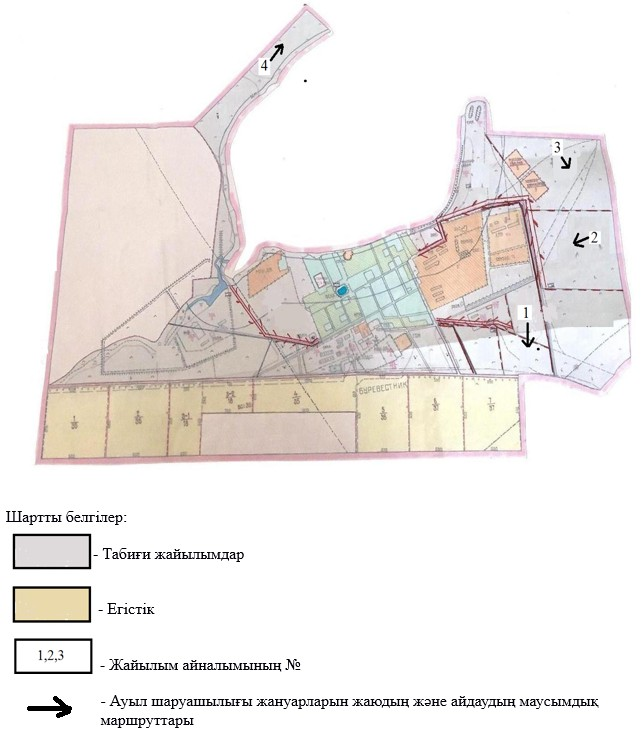 4
3
2
1
БУРЕВЕСТНИК
Шартты белгілер:
- Табиғи жайылымдар
- Егістік
1,2,3
- Жайылым айналымының №
- Ауыл шаруашылығы жануарларын жаюдың және айдаудың маусымдық
маршруттары